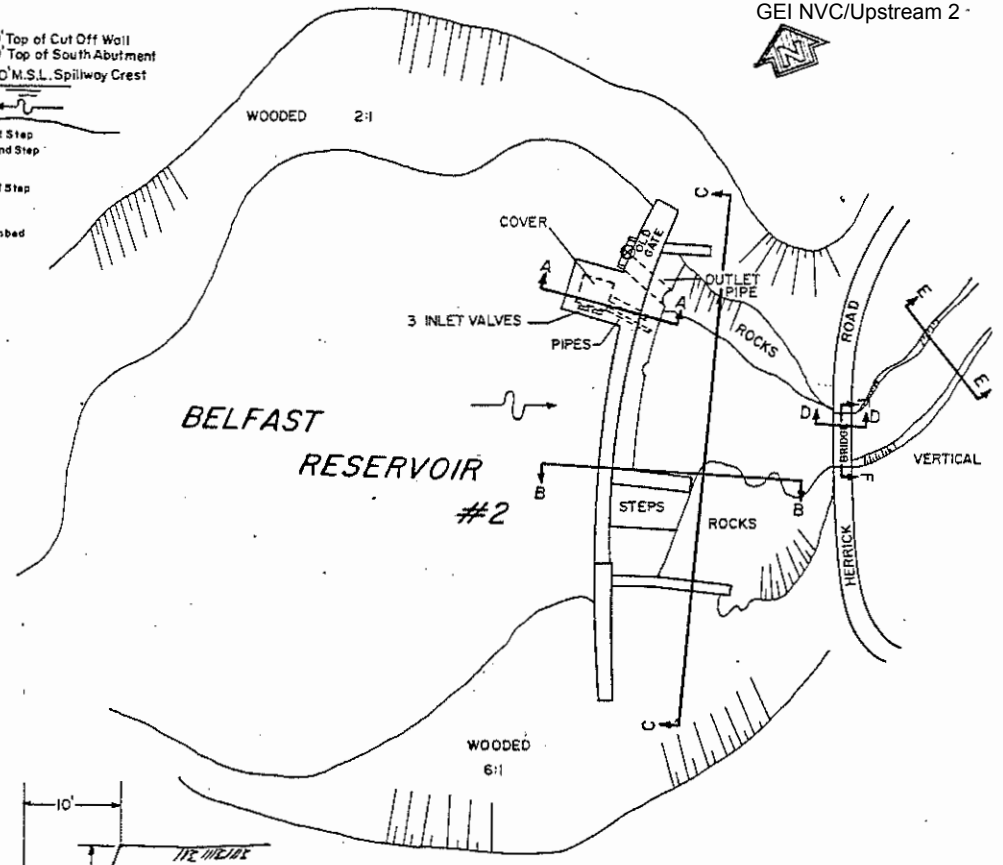 GEI NVC/Upstream 2
N
Top of Cut Off Wall
Top of South Abutment
M.S.L. Spillway Crest
Step
Step
Step
WOODED 2:1
COVER
OLD
GATE
OUTLET
PIPE
3 INLET VALVES
PIPES
ROCKS
A
A
C
ROAD
E
E
BELFAST
RESERVOIR
#2
D
D
F
BRIDGE
F
VERTICAL
B
B
STEPS
ROCKS
HERRICK
C
WOODED
6:1
10'